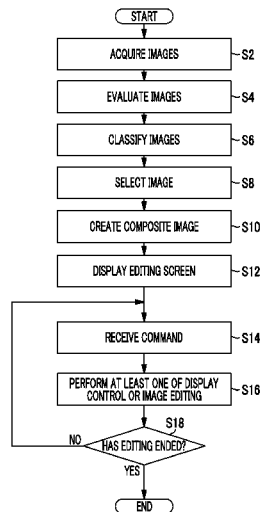 START
ACQUIRE IMAGES
S2
EVALUATE IMAGES
S4
CLASSIFY IMAGES
S6
SELECT IMAGE
S8
CREATE COMPOSITE IMAGE
S10
DISPLAY EDITING SCREEN
S12
RECEIVE COMMAND
S14
PERFORM AT LEAST ONE OF DISPLAY
CONTROL OR IMAGE EDITING
S16
S18
NO
HAS EDITING ENDED?
YES
END